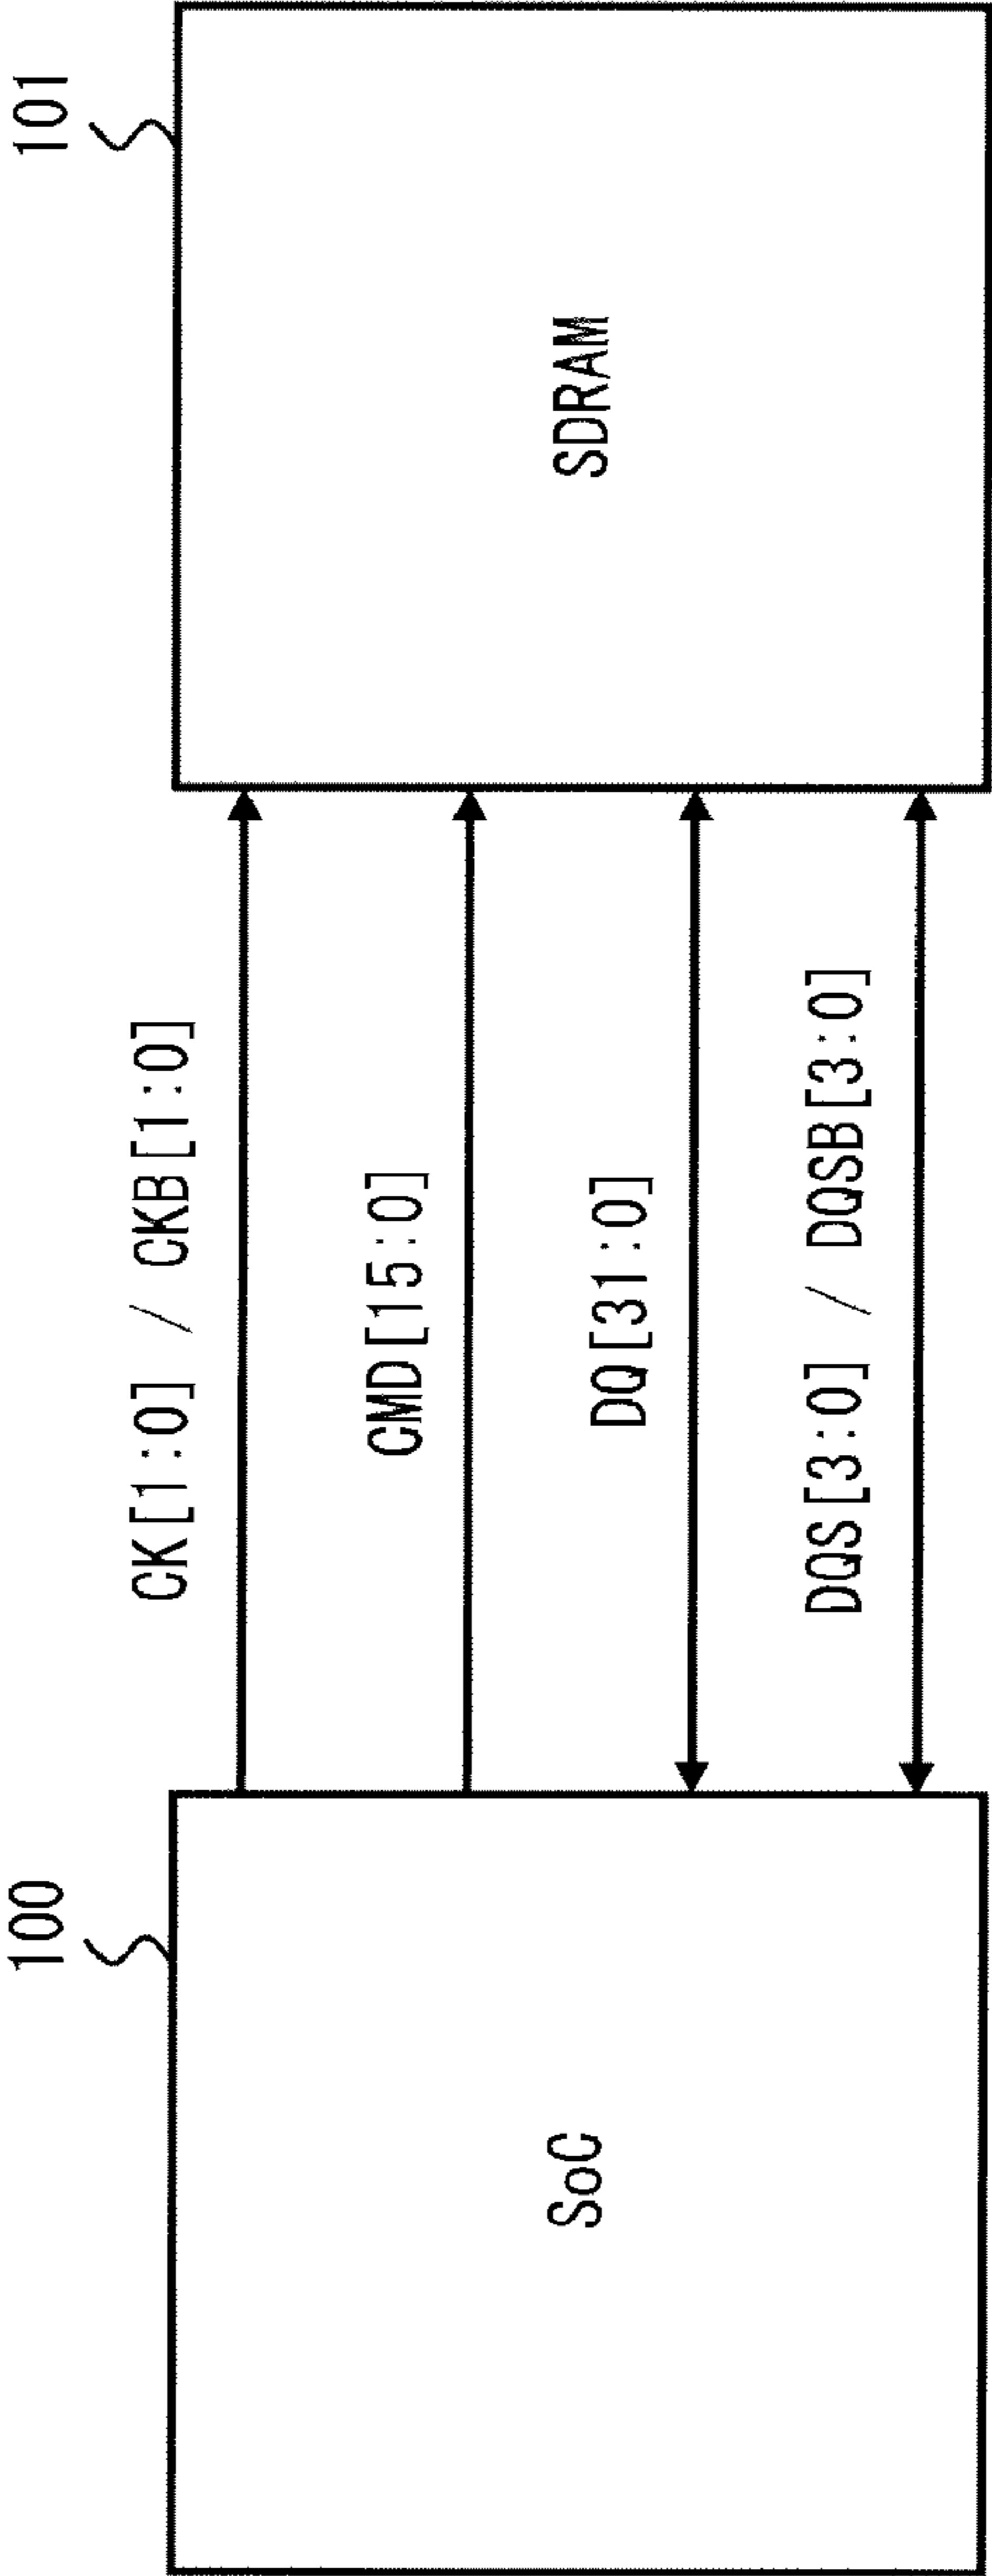 100
101
SoC
CK[1:0] / CKB[1:0]
CMD[15:0]
DQ[31:0]
DQS[3:0] / DQSB[3:0]
SDRAM